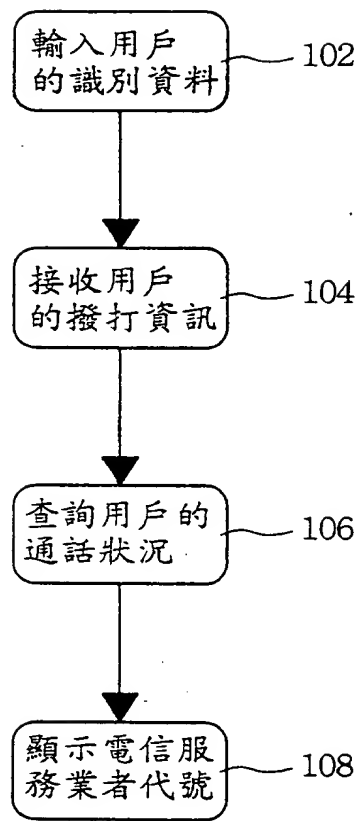 輸入用戶
的識別資料
102
接收用戶
的撥打資訊
104
查詢用戶的
通話狀況
106
顯示電信服
務業者代號
108